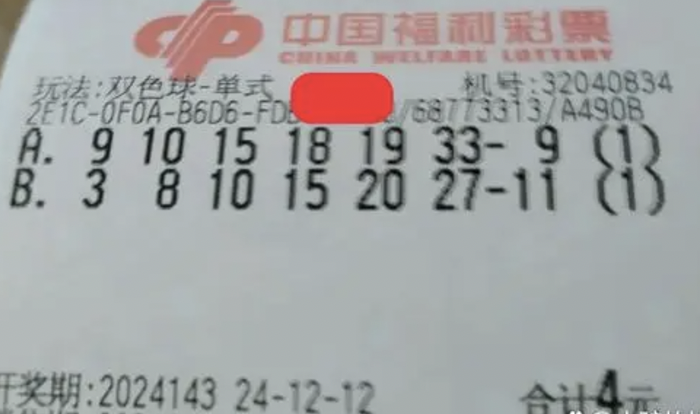 中国福利彩票
CHINA WELFARE LOTTERY
玩法:双色球-单式 机号:32040834
2E1C-0F0A-B6D6-FD /68773313/A490B
A. 9 10 15 18 19 33- 9 (1)
B. 3 8 10 15 20 27-11 (1)
开奖期:2024143 24-12-12 合计4元